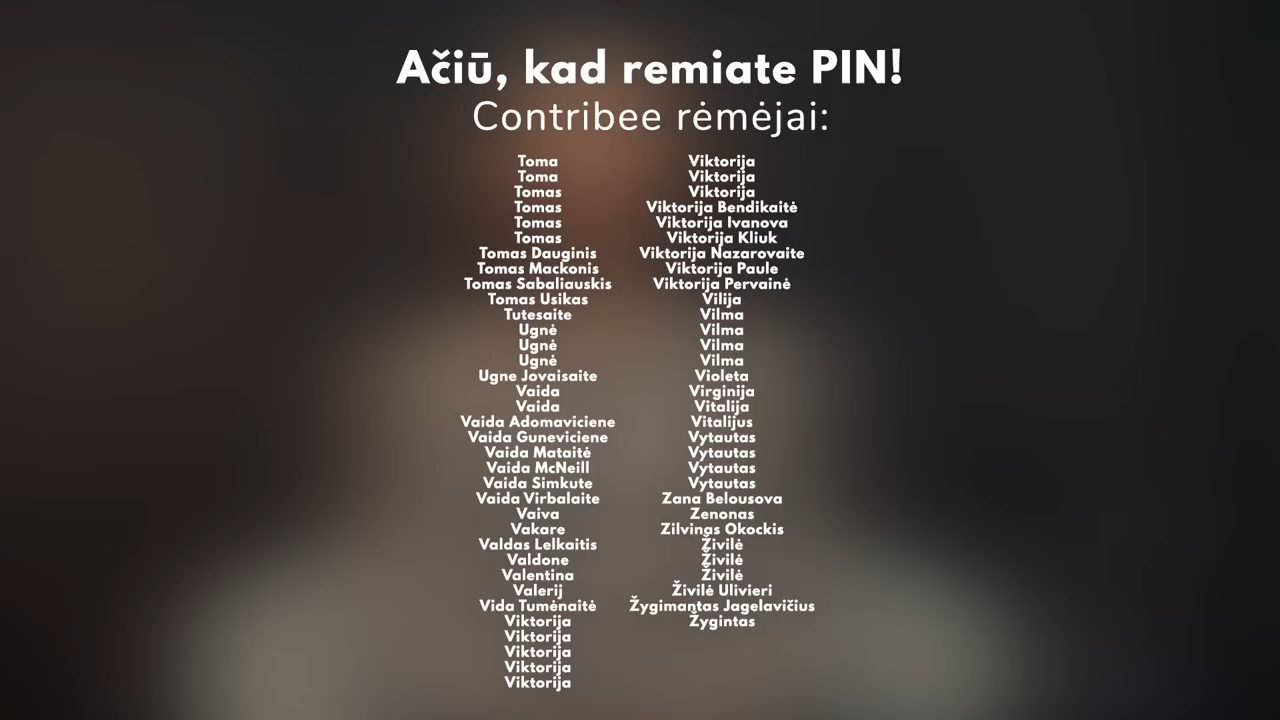 Ačiū, kad remiate PIN!
Contribee rėmėjai:
Toma
Toma
Tomas
Tomas
Tomas
Tomas
Tomas Dauginis
Tomas Mackonis
Tomas Sabaliauskis
Tomas Usikas
Tutesaite
Ugnė
Ugnė
Ugnė
Ugne Jovaisaite
Vaida
Vaida
Vaida Adomaviciene
Vaida Guneviciene
Vaida Mataitė
Vaida McNeill
Vaida Simkute
Vaida Virbalaite
Vaiva
Vakare
Valdas Lelkaitis
Valdone
Valentina
Valerij
Vida Tumėnaitė
Viktorija
Viktorija
Viktorija
Viktorija
Viktorija
Viktorija
Viktorija
Viktorija
Viktorija Bendikaitė
Viktorija Ivanova
Viktorija Kliuk
Viktorija Nazarovaite
Viktorija Paule
Viktorija Pervainė
Vilija
Vilma
Vilma
Vilma
Vilma
Violeta
Virginija
Vitalija
Vitalijus
Vytautas
Vytautas
Vytautas
Vytautas
Zana Belousova
Zenonas
Zilvinas Okockis
Živilė
Živilė
Živilė
Živilė Ulivieri
Žygimantas Jagelavičius
Žygintas